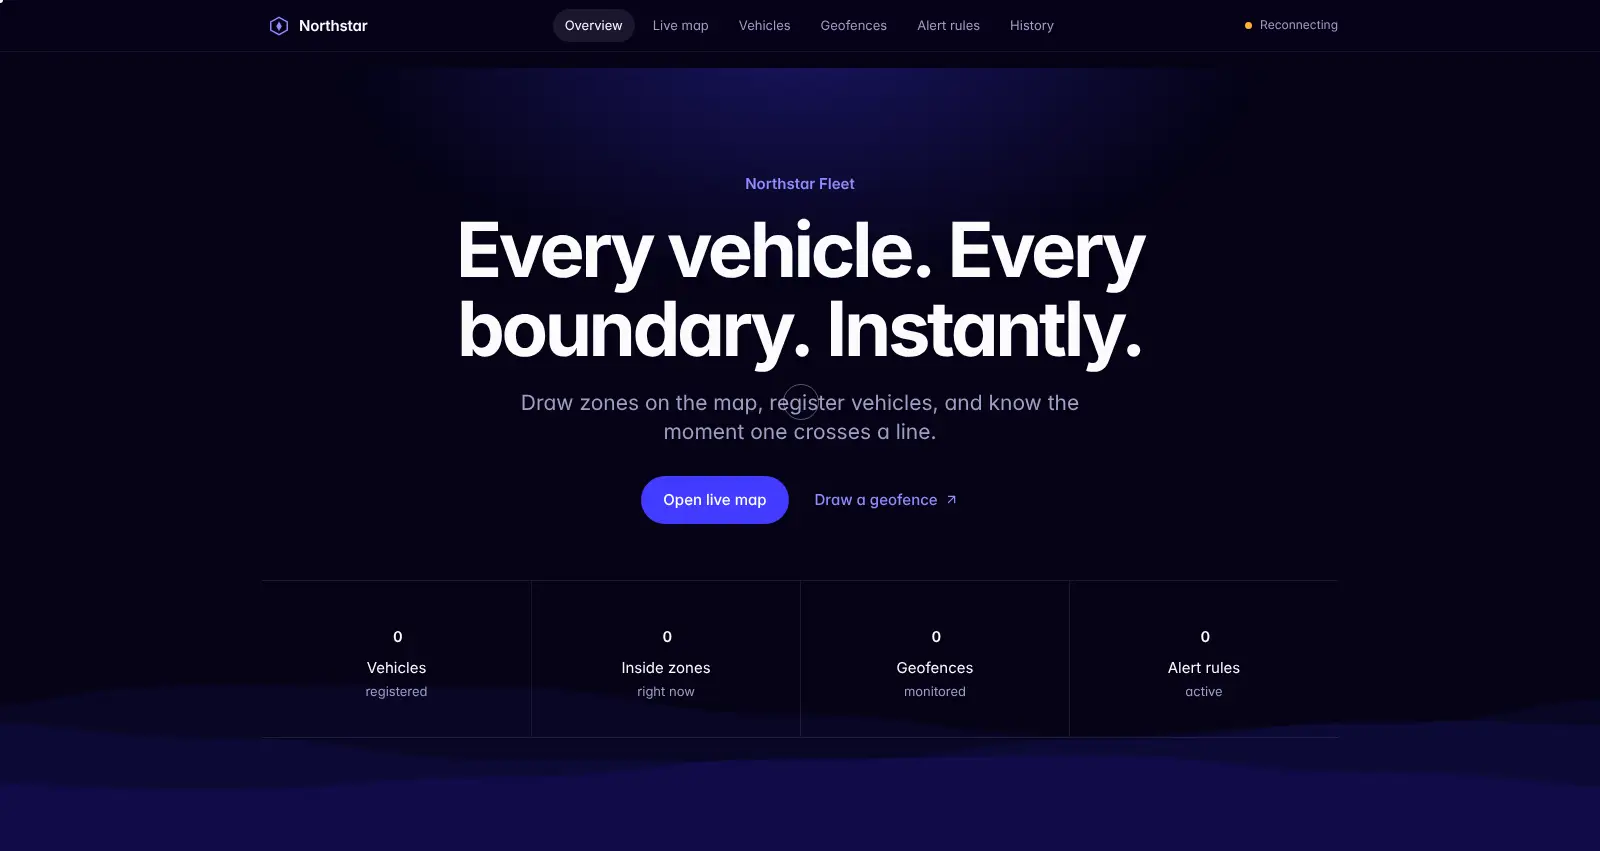 Northstar
Overview
Live map
Vehicles
Geofences
Alert rules
History
Reconnecting
Northstar Fleet
Every vehicle. Every
boundary. Instantly.
Draw zones on the map, register vehicles, and know the
moment one crosses a line.
Open live map
Draw a geofence
0
Vehicles
registered
0
Inside zones
right now
0
Geofences
monitored
0
Alert rules
active